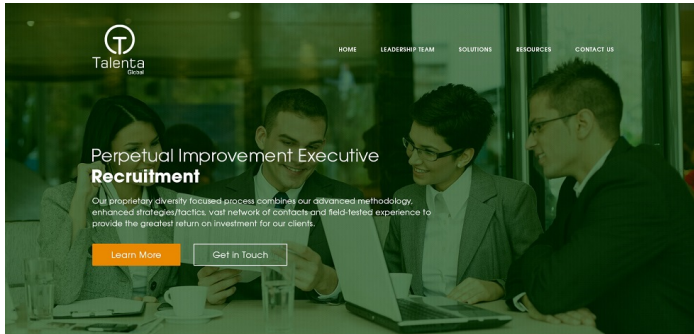 Talenta
Global
HOME
LEADERSHIP TEAM
SOLUTIONS
RESOURCES
CONTACT US
Perpetual Improvement Executive
Recruitment
Our proprietary diversity focused process combines our advanced methodology,
enhanced strategies/tactics, vast network of contacts and field-tested experience to
provide the greatest return on investment for our clients.
Learn More
Get in Touch